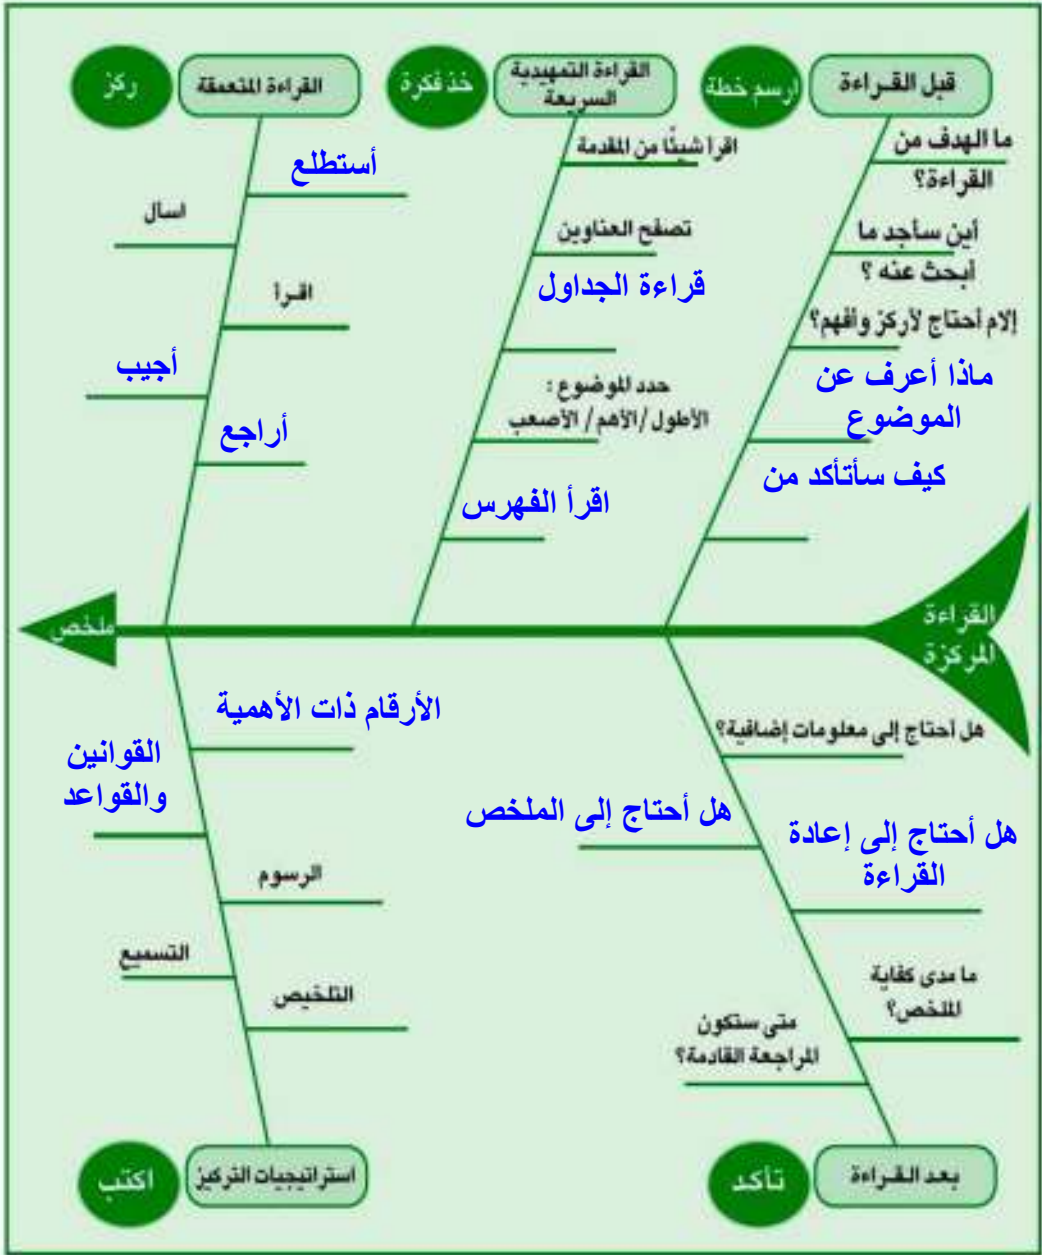 قبل القراءة
ارسم خطة
ما الهدف من
القراءة؟
أين سأجد ما
أبحث عنه ؟
إلام أحتاج لأركز وأفهم؟
ماذا أعرف عن
الموضوع
كيف سأتأكد من
القراءة التمهيدية
السريعة
خذ فكرة
اقرا شيئًا من المقدمة
تصفح العناوين
قراءة الجداول
حدد الموضوع :
الأطول /الأهم / الأصعب
اقرأ الفهرس
القراءة المتعمقة
ركز
أستطلع
اسأل
اقرأ
أجيب
أراجع
القراءة
المركزة
ملخص
هل أحتاج إلى معلومات إضافية؟
هل أحتاج إلى الملخص
هل أحتاج إلى إعادة
القراءة
ما مدى كفاية
الملخص؟
متى ستكون
المراجعة القادمة؟
بعد القراءة
تأكد
الأرقام ذات الأهمية
القوانين
والقواعد
الرسوم
التسميع
التلخيص
استراتيجيات التركيز
اكتب